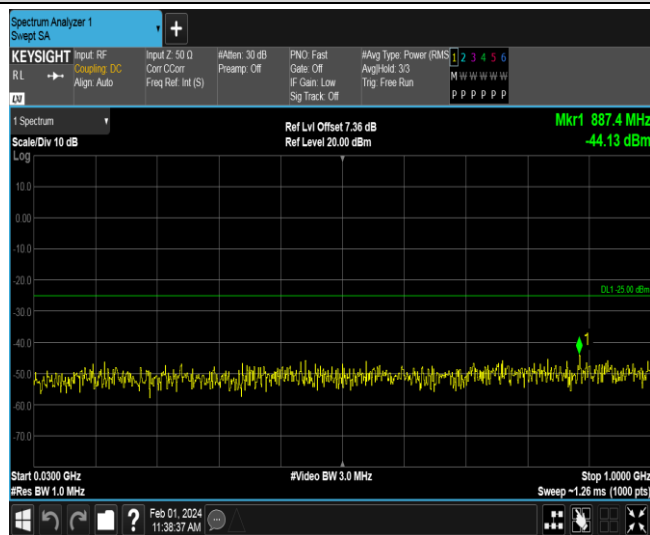 Spectrum Analyzer 1
Swept SA
KEYSIGHT
RL
LXI
Input: RF
Coupling: DC
Align: Auto
Input Z: 50 Ω
Corr CCorr
Freq Ref: Int (S)
#Atten: 30 dB
Preamp: Off
PNO: Fast
Gate: Off
IF Gain: Low
Sig Track: Off
#Avg Type: Power (RMS
Avg|Hold: 3/3
Trig: Free Run
1 2 3 4 5 6
M W W W W W
P P P P P P
1 Spectrum
Scale/Div 10 dB
Log
Ref Lvl Offset 7.36 dB
Ref Level 20.00 dBm
Mkr1 887.4 MHz
-44.13 dBm
10.0
0.00
-10.0
-20.0
DL1 -25.00 dBm
-30.0
-40.0
1
-50.0
-60.0
-70.0
Start 0.0300 GHz
#Video BW 3.0 MHz
Stop 1.0000 GHz
#Res BW 1.0 MHz
Sweep ~1.26 ms (1000 pts)
?
Feb 01, 2024
11:38:37 AM